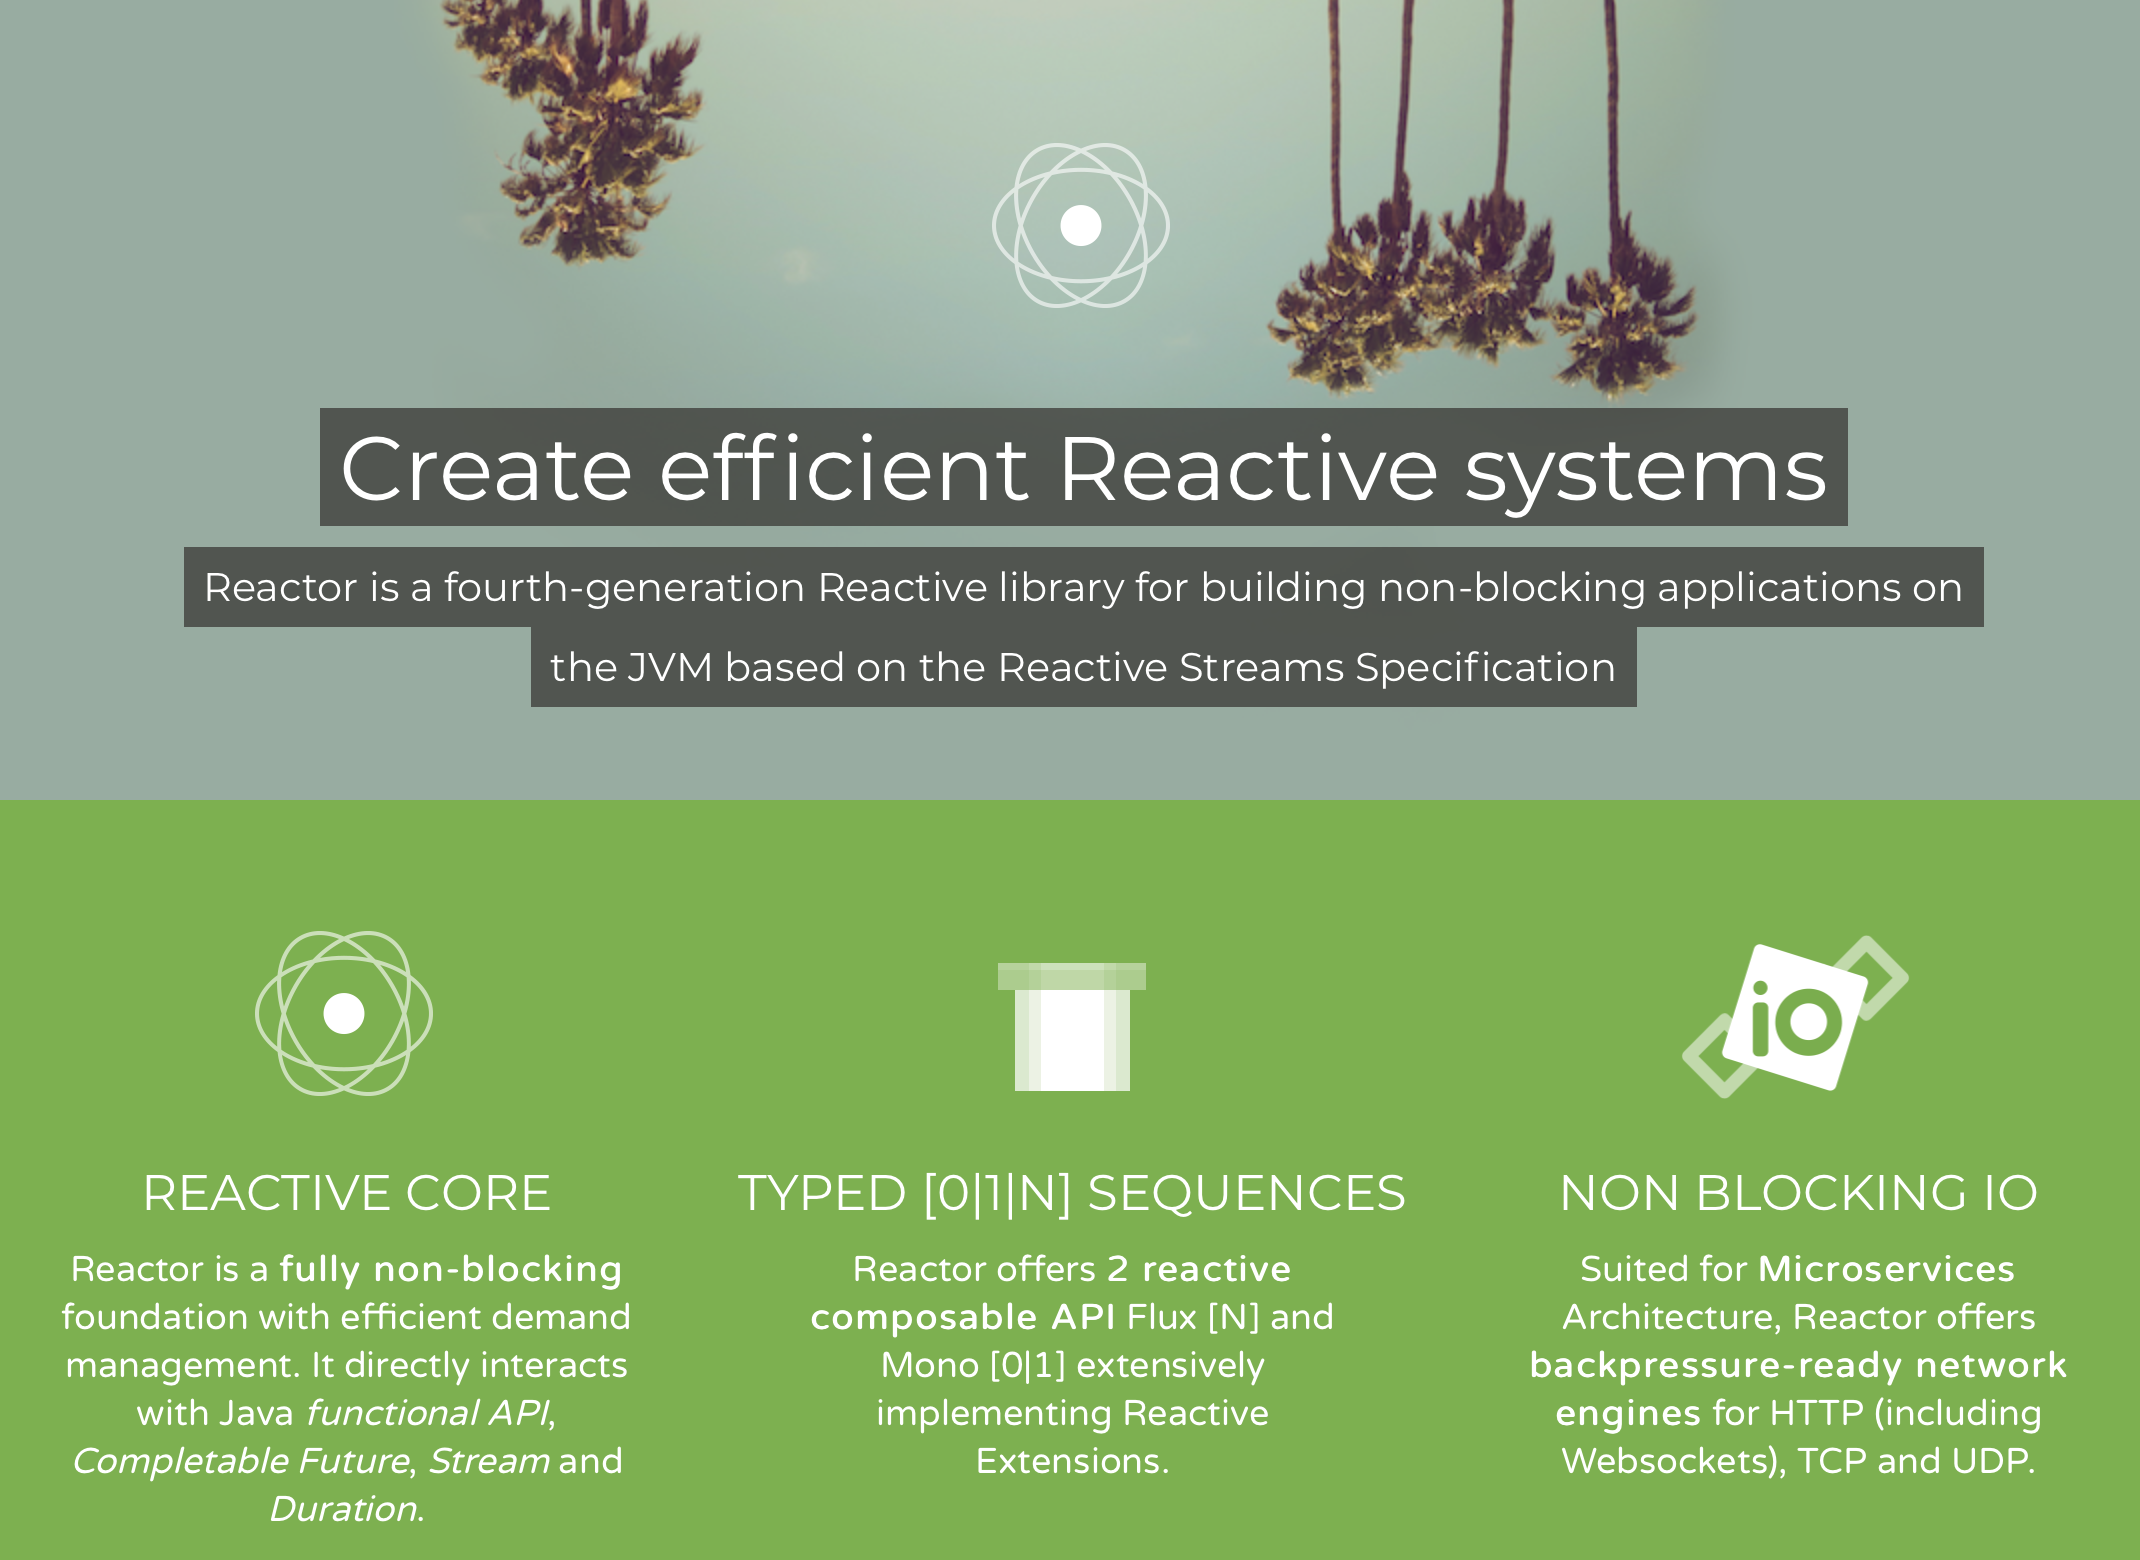 Create efficient Reactive systems
Reactor is a fourth-generation Reactive library for building non-blocking applications on
the JVM based on the Reactive Streams Specification
iO
REACTIVE CORE
Reactor is a fully non-blocking
foundation with efficient demand
management. It directly interacts
with Java functional API,
Completable Future, Stream and
Duration.
TYPED [0|1|N] SEQUENCES
Reactor offers 2 reactive
composable API Flux [N] and
Mono [0|1] extensively
implementing Reactive
Extensions.
NON BLOCKING IO
Suited for Microservices
Architecture, Reactor offers
backpressure-ready network
engines for HTTP (including
Websockets), TCP and UDP.